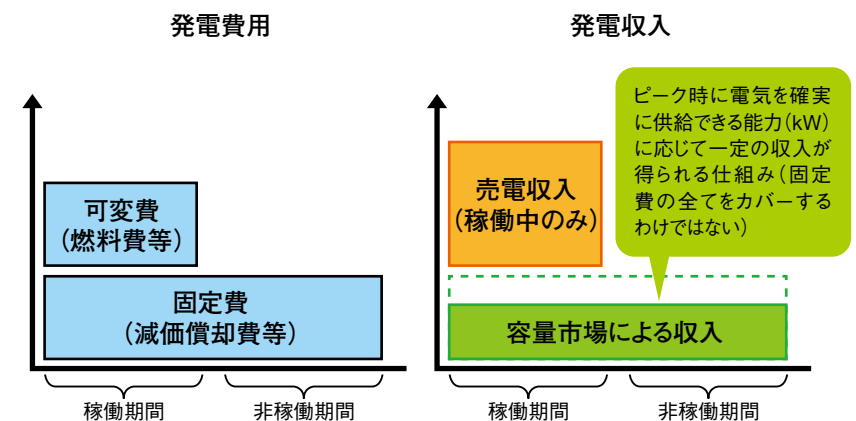 発電費用
可変費
（燃料費等）
固定費
（減価償却費等）
稼働期間
非稼働期間
発電収入
ピーク時に電気を確実
に供給できる能力（kW）
に応じて一定の収入が
得られる仕組み（固定
費の全てをカバーする
わけではない）
売電収入
（稼働中のみ）
容量市場による収入
稼働期間
非稼働期間